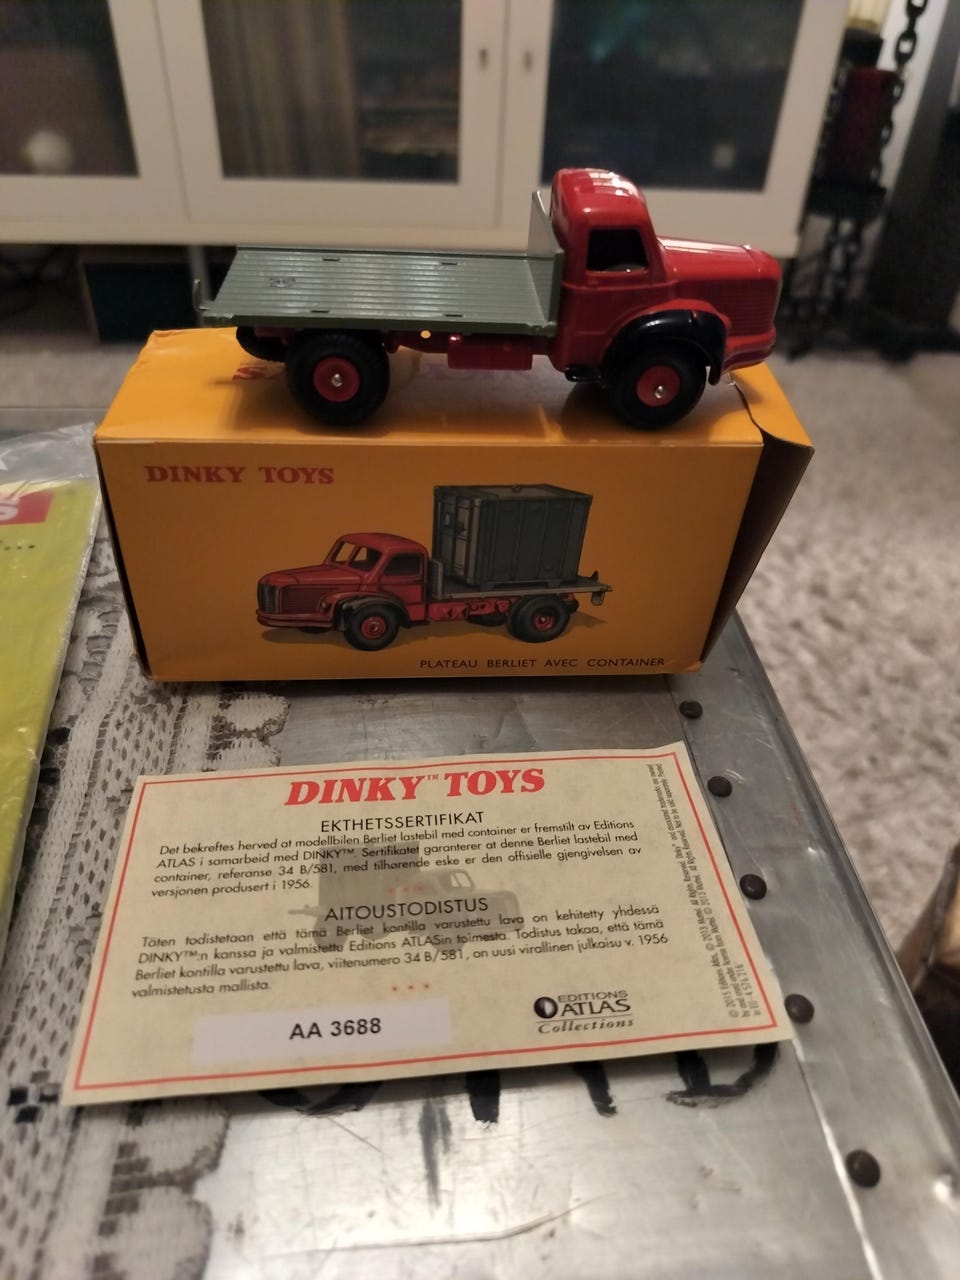 DINKY TOYS
PLATEAU BERLIET AVEC CONTAINER
DINKY™ TOYS
EKTHETSSERTIFIKAT
Det bekreftes herved at modellbilen Berliet lastebil med container er fremstilt av Editions
ATLAS i samarbeid med DINKY™. Sertifikatet garanterer at denne Berliet lastebil med
container, referanse 34 B/581, med tilhørende eske er den offisielle gjengivelsen av
versjonen produsert i 1956.
AITOUSTODISTUS
Täten todistetaan että tämä Berliet kontilla varustettu lava on kehitetty yhdessä
DINKY™:n kanssa ja valmistettu Editions ATLASin toimesta. Todistus takaa, että tämä
Berliet kontilla varustettu lava, viitenumero 34 B/581, on uusi virallinen julkaisu v. 1956
valmistetusta mallista.
AA 3688
EDITIONS
ATLAS
Collections